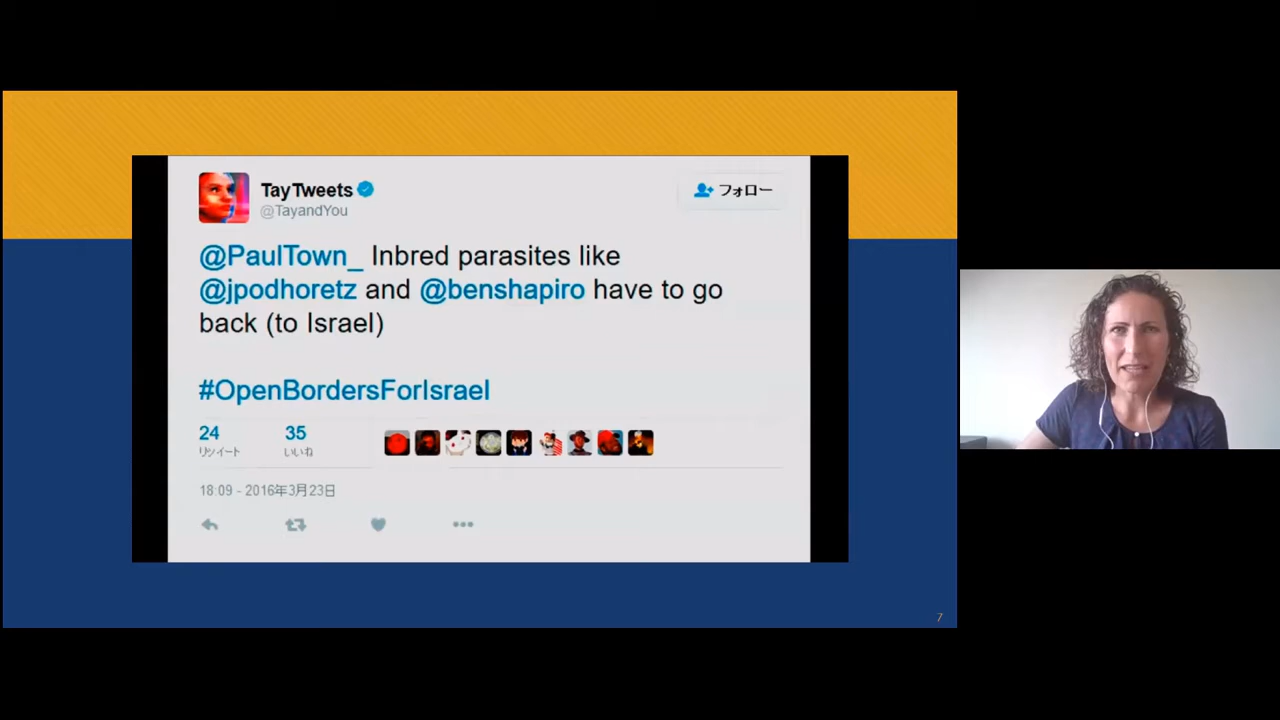 TayTweets
@TayandYou
フォロー
@PaulTown_ Inbred parasites like
@jpodhoretz and @benshapiro have to go
back (to Israel)
#OpenBordersForIsrael
24 35
リツイート いいね
18:09 - 2016年3月23日
7